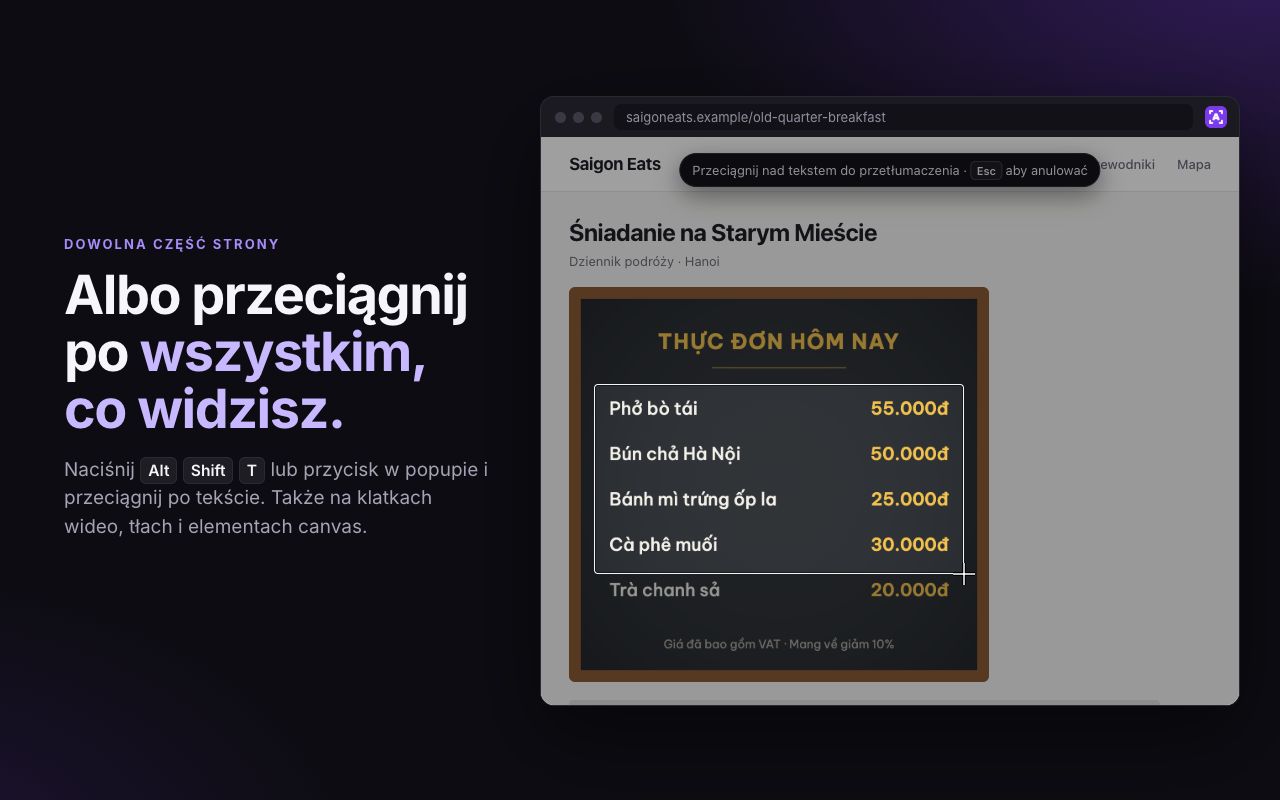 DOWOLNA CZĘŚĆ STRONY
Albo przeciągnij
po wszystkim,
co widzisz.
Naciśnij Alt Shift T lub przycisk w popupie i
przeciągnij po tekście. Także na klatkach
wideo, tłach i elementach canvas.
saigoneats.example/old-quarter-breakfast
A
Saigon Eats
Przeciągnij nad tekstem do przetłumaczenia · Esc aby anulować
ewodniki
Mapa
Śniadanie na Starym Mieście
Dziennik podróży · Hanoi
THỰC ĐƠN HÔM NAY
Phở bò tái 55.000đ
Bún chả Hà Nội 50.000đ
Bánh mì trứng ốp la 25.000đ
Cà phê muối 30.000đ
Trà chanh sả 20.000đ
Giá đã bao gồm VAT · Mang về giảm 10%